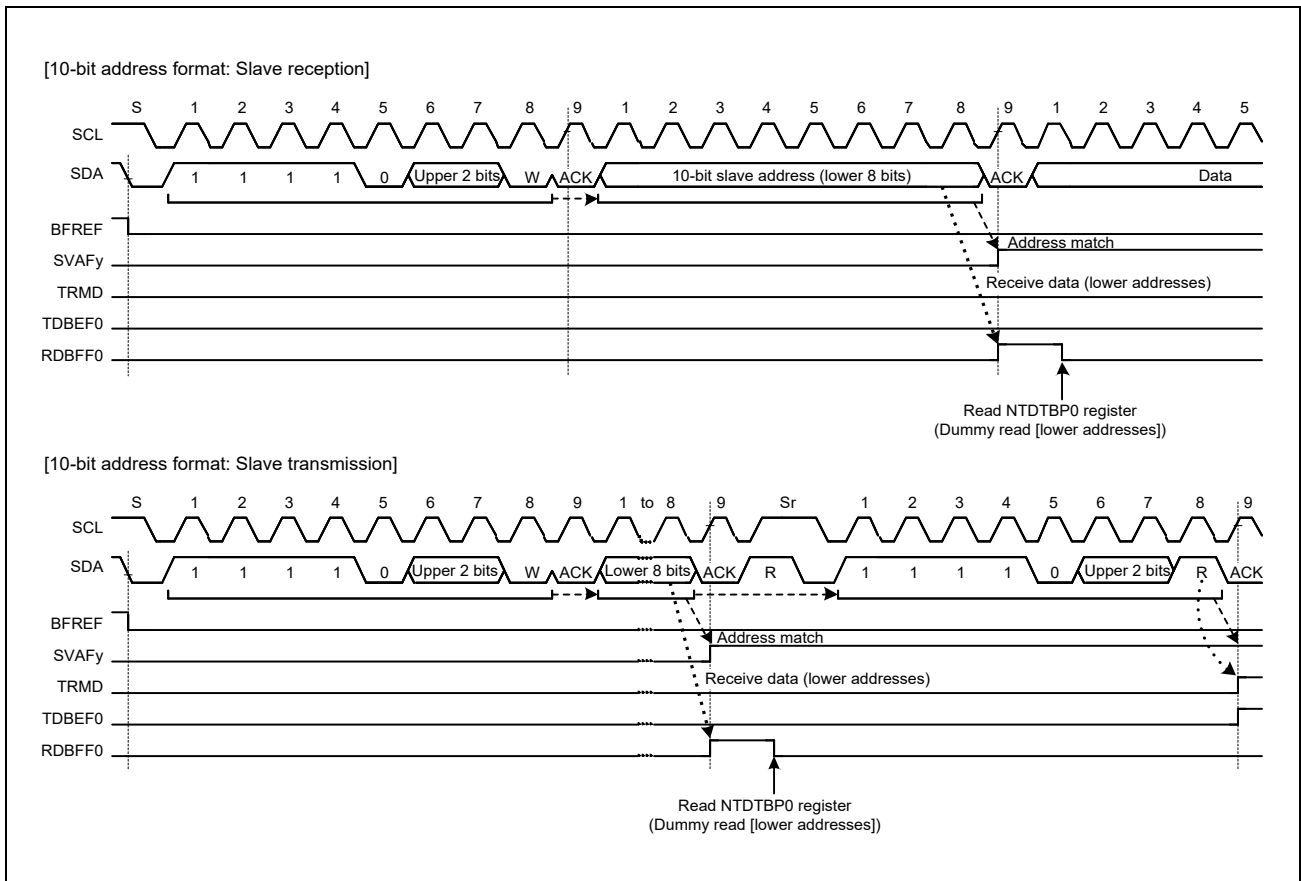 [10-bit address format: Slave reception]
S 1 2 3 4 5 6 7 8 9 1 2 3 4 5 6 7 8 9 1 2 3 4 5
SCL
SDA 1 1 1 1 0 Upper 2 bits W ACK 10-bit slave address (lower 8 bits) ACK Data
BFREF
Address match
SVAFy
Receive data (lower addresses)
TRMD
TDBEF0
RDBFF0
Read NTDTBP0 register
(Dummy read [lower addresses])
[10-bit address format: Slave transmission]
S 1 2 3 4 5 6 7 8 9 1 to 8 9 Sr 1 2 3 4 5 6 7 8 9
SCL
SDA 1 1 1 1 0 Upper 2 bits W ACK Lower 8 bits ACK R 1 1 1 1 0 Upper 2 bits R ACK
BFREF
Address match
SVAFy
Receive data (lower addresses)
TRMD
TDBEF0
RDBFF0
Read NTDTBP0 register
(Dummy read [lower addresses])